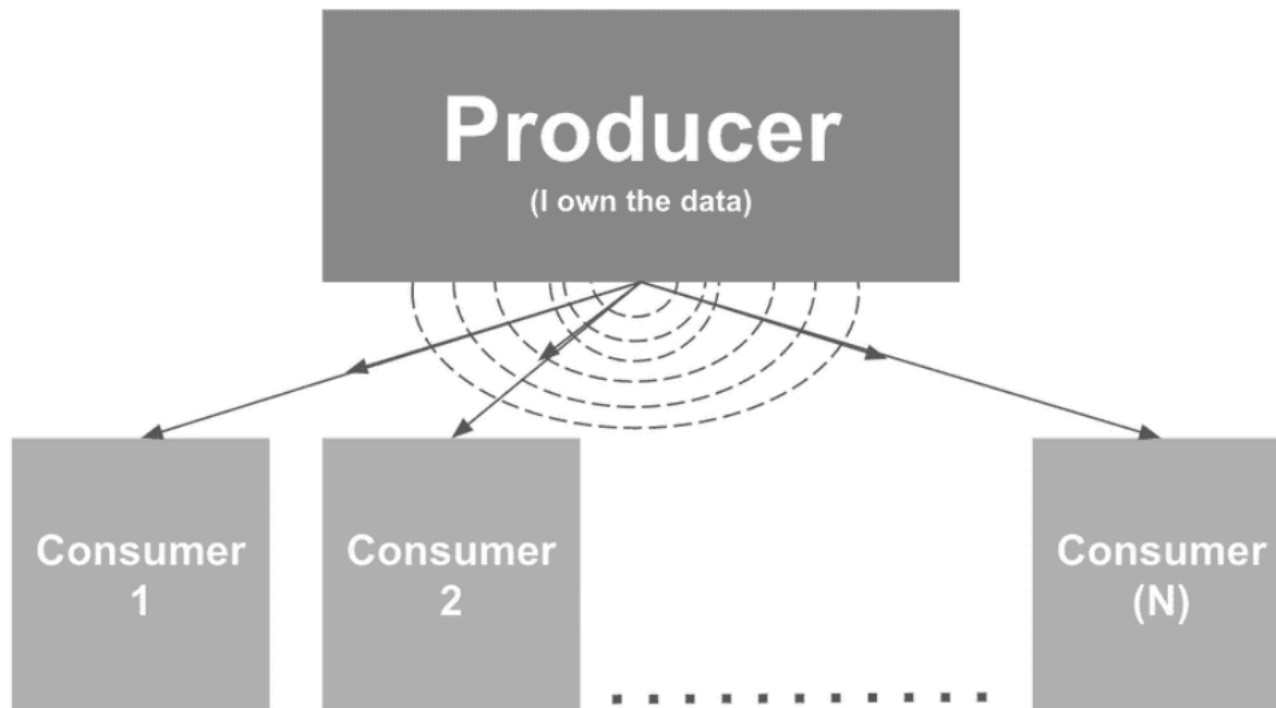 Producer
(I own the data)
Consumer
1
Consumer
2
Consumer
(N)